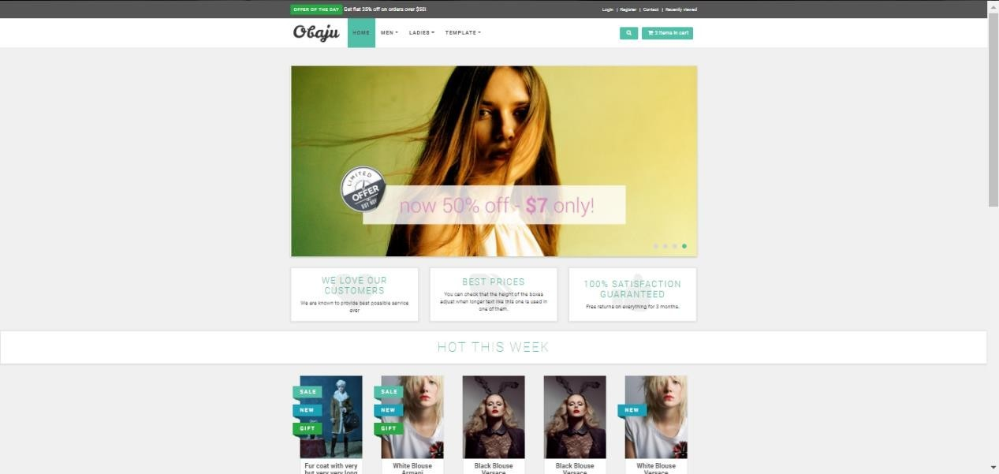 OFFER OF THE DAY Get flat 35% off on orders over $50!
Login | Register | Contact | Recently viewed
Obaju HOME MEN LADIES TEMPLATE 3 items in cart
LIMITED
OFFER
BUY NOW
now 50% off - $7 only!
WE LOVE OUR
CUSTOMERS
We are known to provide best possible service
ever
BEST PRICES
You can check that the height of the boxes
adjust when longer text like this one is used in
one of them.
100% SATISFACTION
GUARANTEED
Free returns on everything for 3 months.
HOT THIS WEEK
SALE
NEW
GIFT
SALE
NEW
GIFT
NEW
Fur coat with very
but very very long
White Blouse
Armani
Black Blouse
Versace
Black Blouse
Versace
White Blouse
Versace